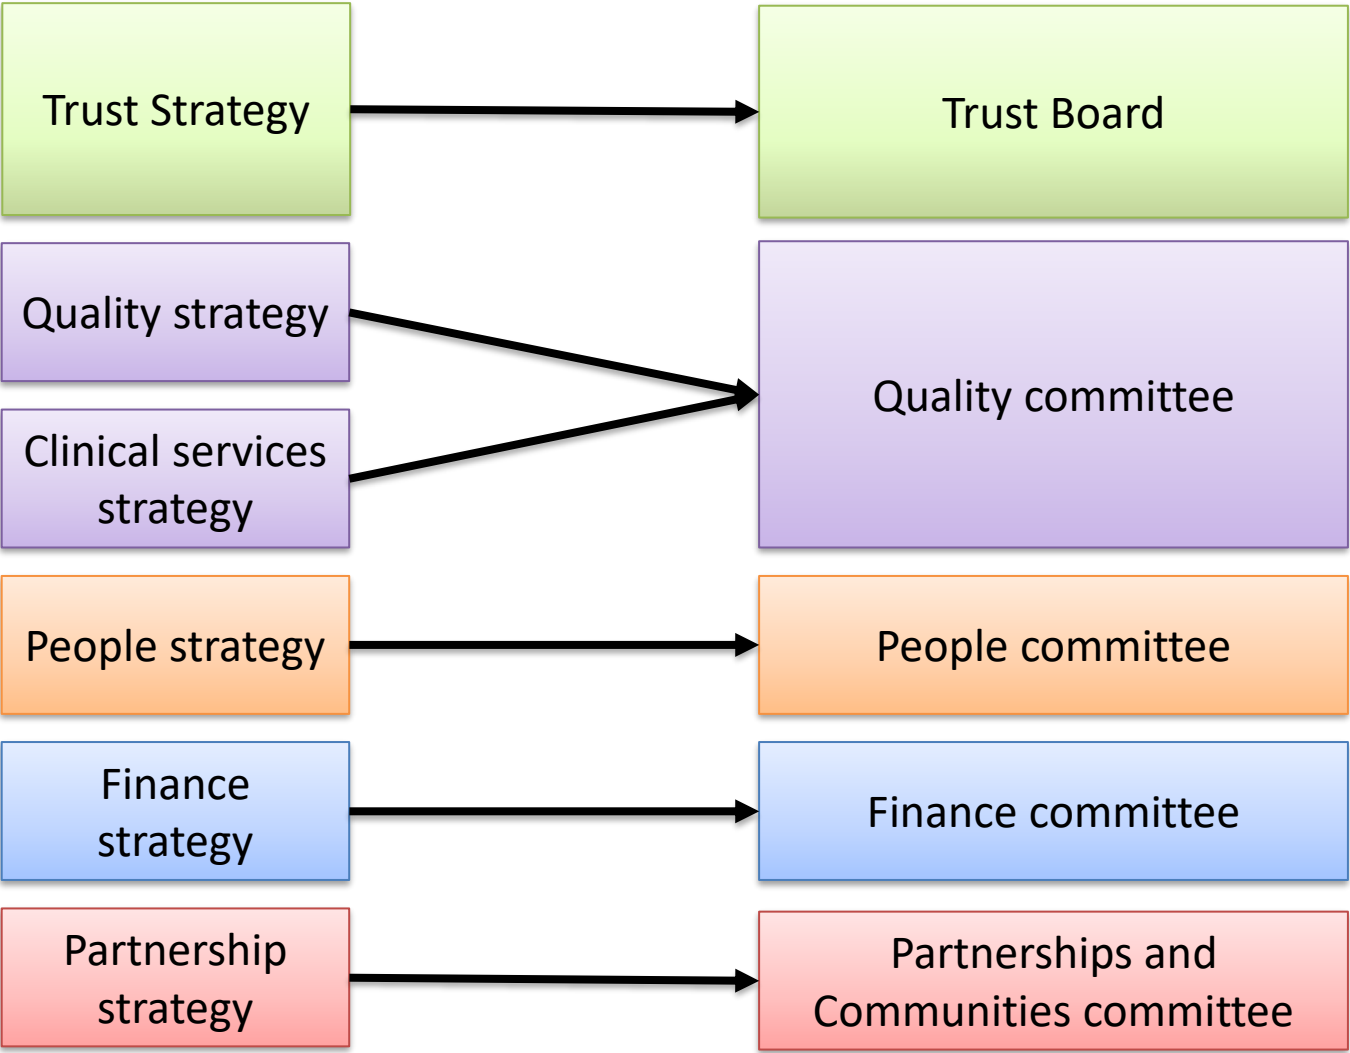 Trust Strategy
Trust Board
Quality strategy
Clinical services
strategy
Quality committee
People strategy
People committee
Finance
strategy
Finance committee
Partnership
strategy
Partnerships and
Communities committee